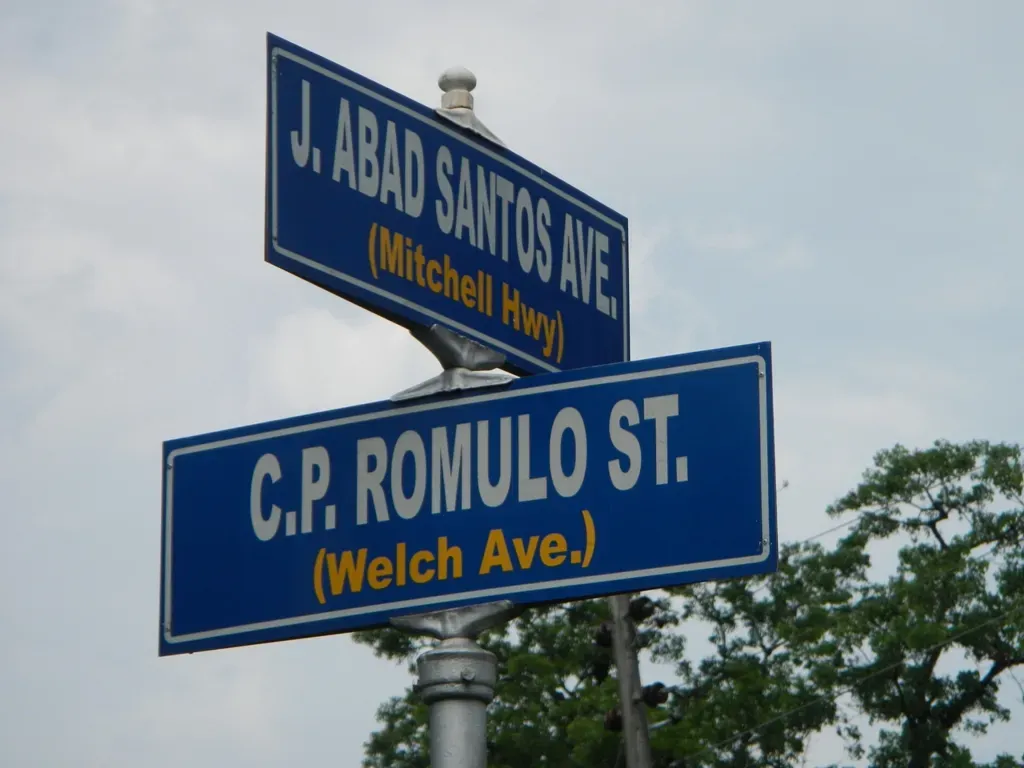 J. ABAD SANTOS AVE.
(Mitchell Hwy)
C.P. ROMULO ST.
(Welch Ave.)